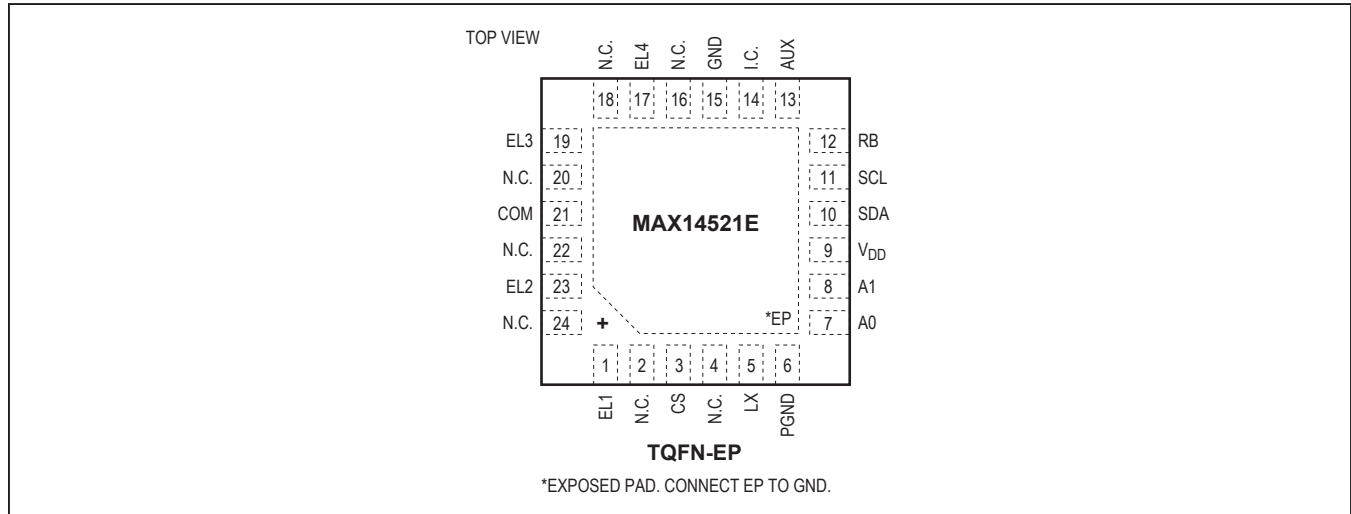 TOP VIEW
N.C. EL4 N.C. GND I.C. AUX
18 17 16 15 14 13
EL3 19 12 RB
N.C. 20 11 SCL
COM 21 MAX14521E 10 SDA
N.C. 22 9 VDD
EL2 23 8 A1
N.C. 24 + *EP 7 A0
1 2 3 4 5 6
EL1 N.C. CS N.C. LX PGND
TQFN-EP
*EXPOSED PAD. CONNECT EP TO GND.